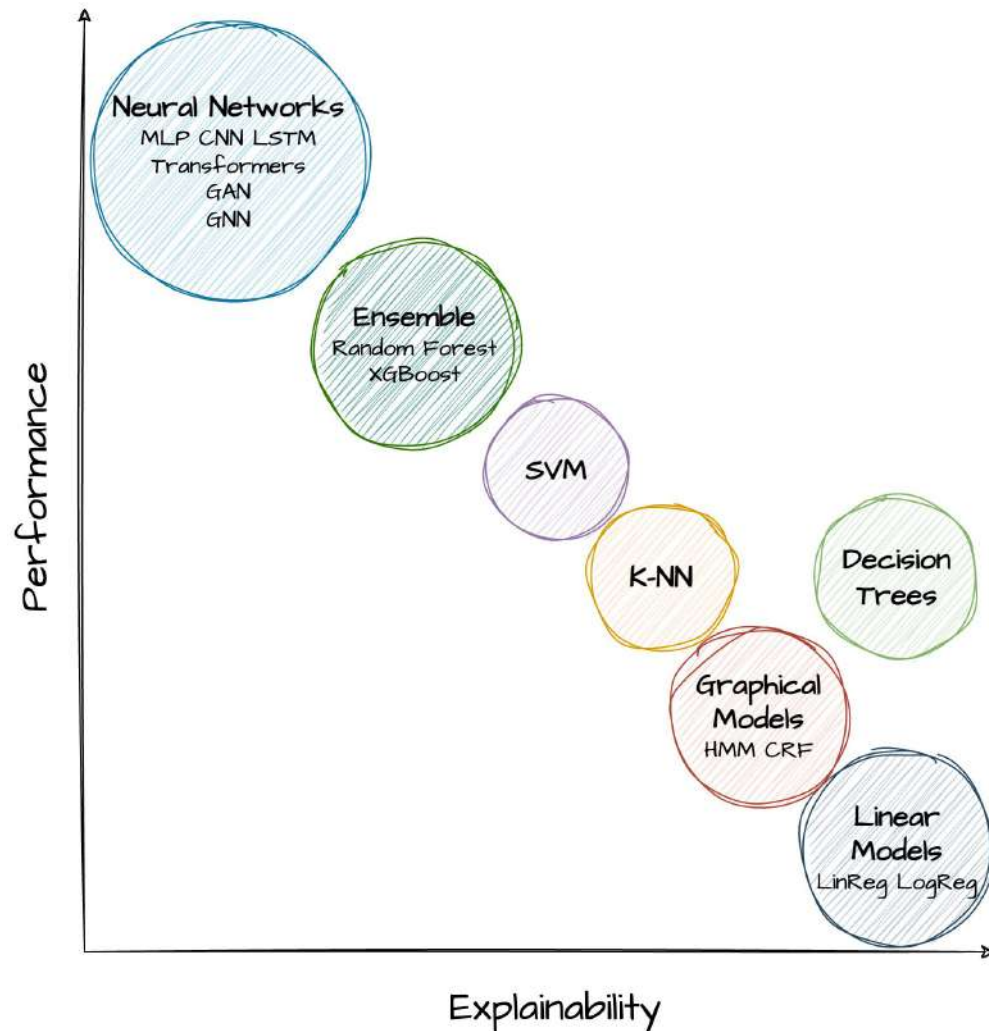 Neural Networks
MLP CNN LSTM
Transformers
GAN
GNN
Ensemble
Random Forest
XGBoost
SVM
K-NN
Decision
Trees
Graphical
Models
HMM CRF
Linear
Models
LinReg LogReg
Performance
Explainability